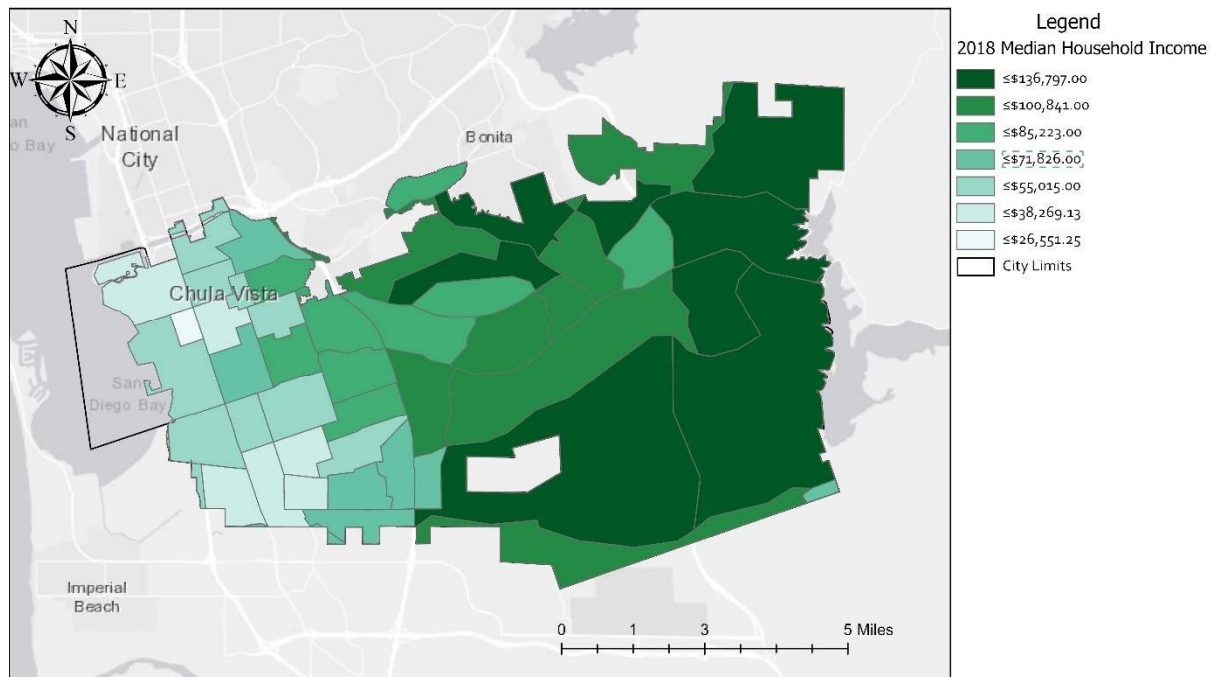 N
W E
S
National
City
Bonita
Chula Vista
San
Diego Bay
Imperial
Beach
0 1 3 5 Miles
Legend
2018 Median Household Income
≤$136,797.00
≤$100,841.00
≤$85,223.00
≤$71,826.00
≤$55,015.00
≤$38,269.13
≤$26,551.25
City Limits
an
o Bay